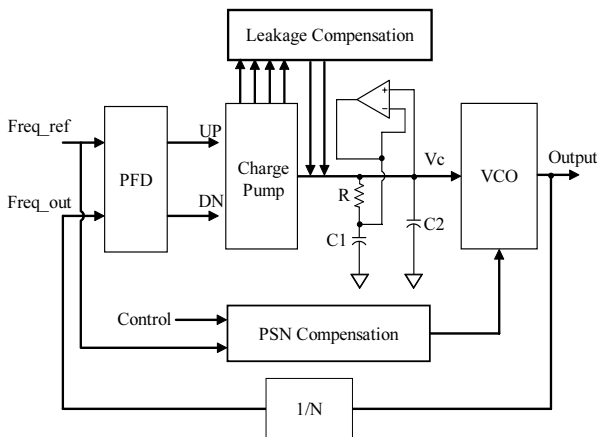 Leakage Compensation
+
−
Freq_ref
UP
PFD
Charge
Pump
Vc
VCO
Output
R
Freq_out
DN
C1
C2
Control
PSN Compensation
1/N